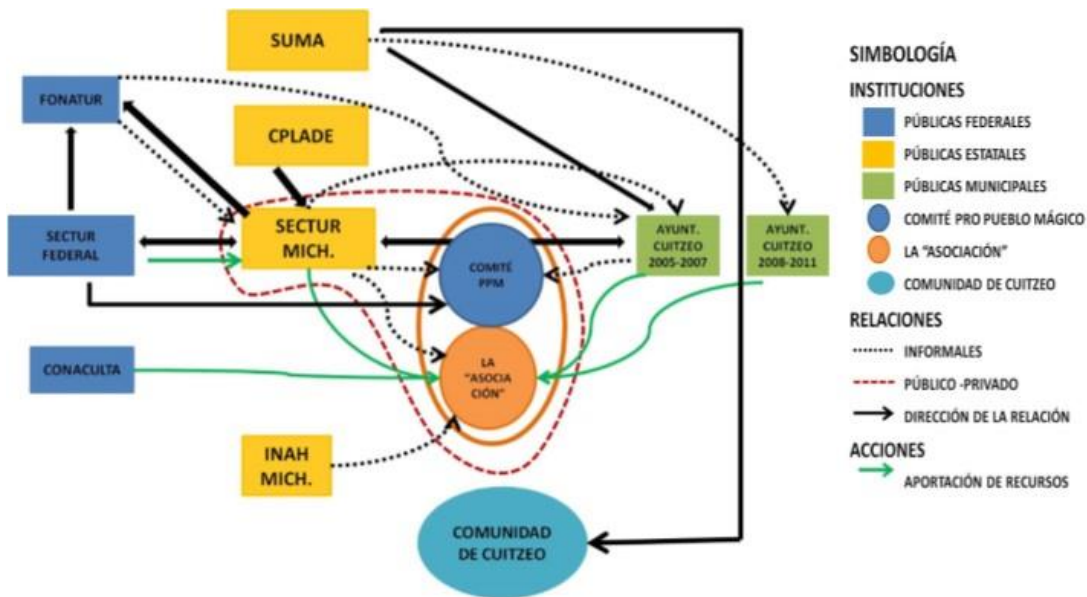 SUMA
FONATUR
CPLADE
SECTUR
FEDERAL
SECTUR
MICH.
COMITÉ
PPM
AYUNT.
CUITZEO
2005-2007
AYUNT.
CUITZEO
2008-2011
CONACULTA
LA
"ASOCIA
CIÓN"
INAH
MICH.
COMUNIDAD
DE CUITZEO
SIMBOLOGÍA
INSTITUCIONES
PÚBLICAS FEDERALES
PÚBLICAS ESTATALES
PÚBLICAS MUNICIPALES
COMITÉ PRO PUEBLO MÁGICO
LA "ASOCIACIÓN"
COMUNIDAD DE CUITZEO
RELACIONES
INFORMALES
PÚBLICO -PRIVADO
DIRECCIÓN DE LA RELACIÓN
ACCIONES
APORTACIÓN DE RECURSOS